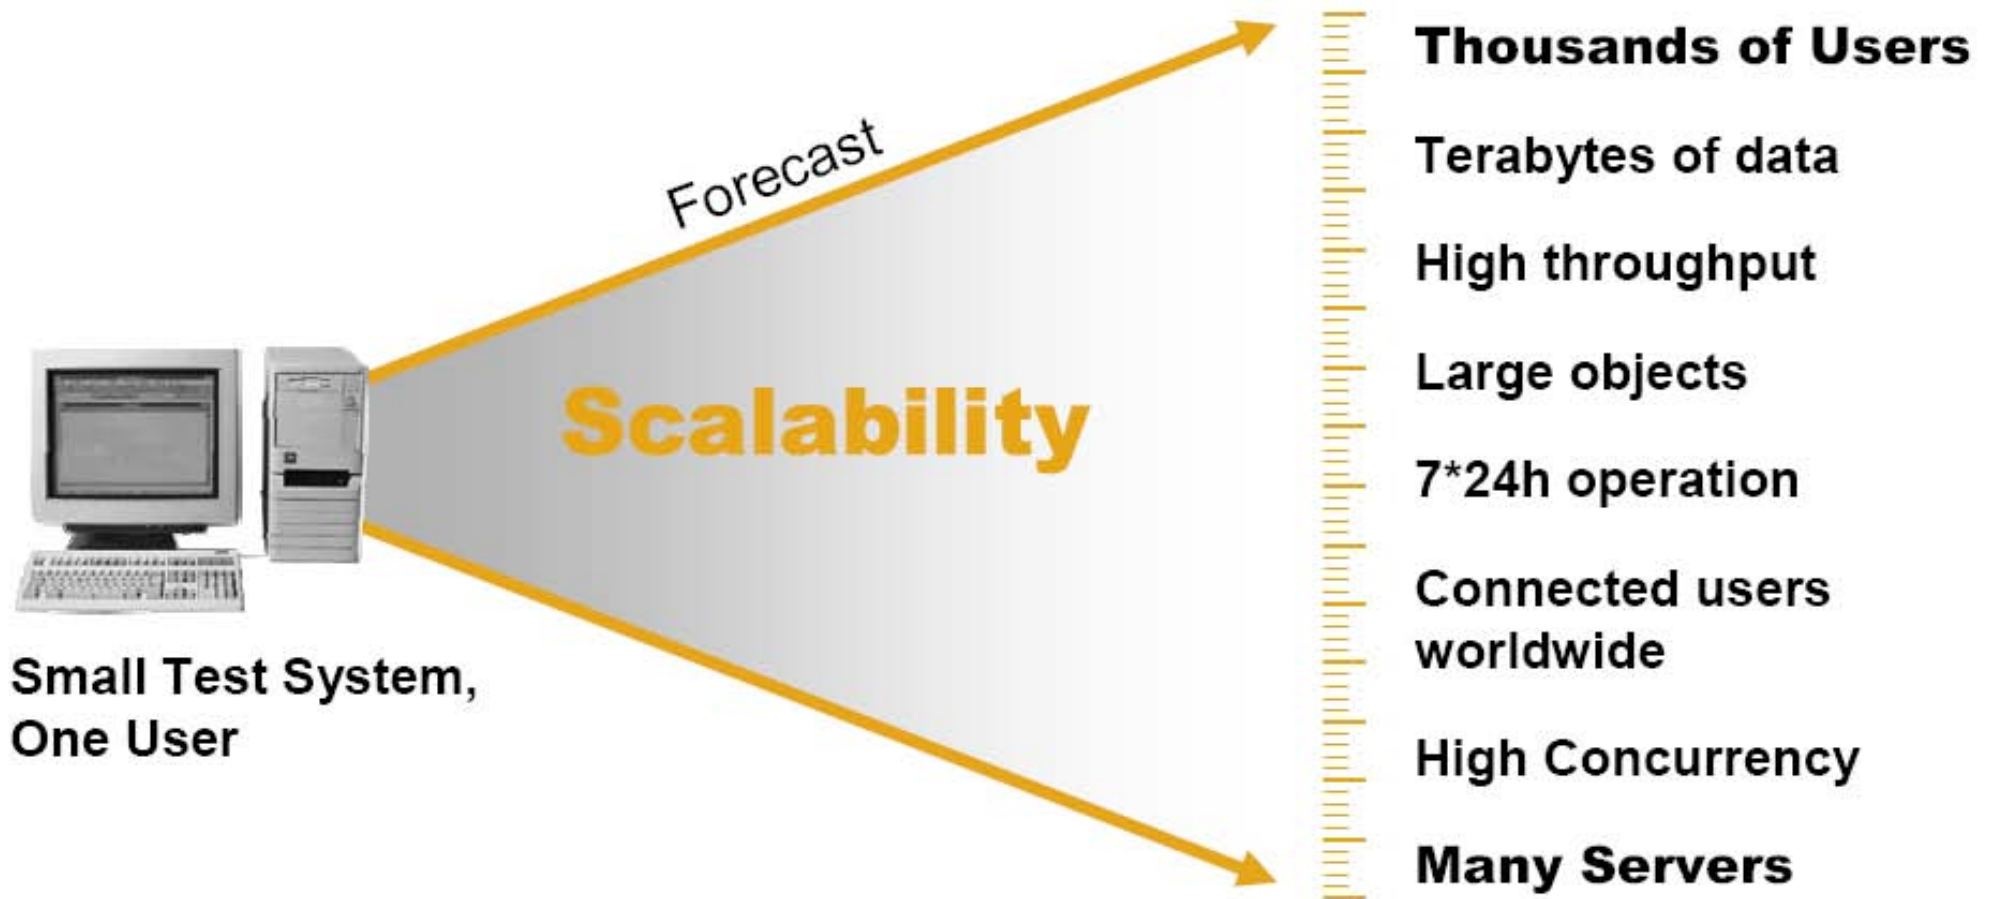 Forecast
Scalability
Small Test System,
One User
Thousands of Users
Terabytes of data
High throughput
Large objects
7*24h operation
Connected users
worldwide
High Concurrency
Many Servers